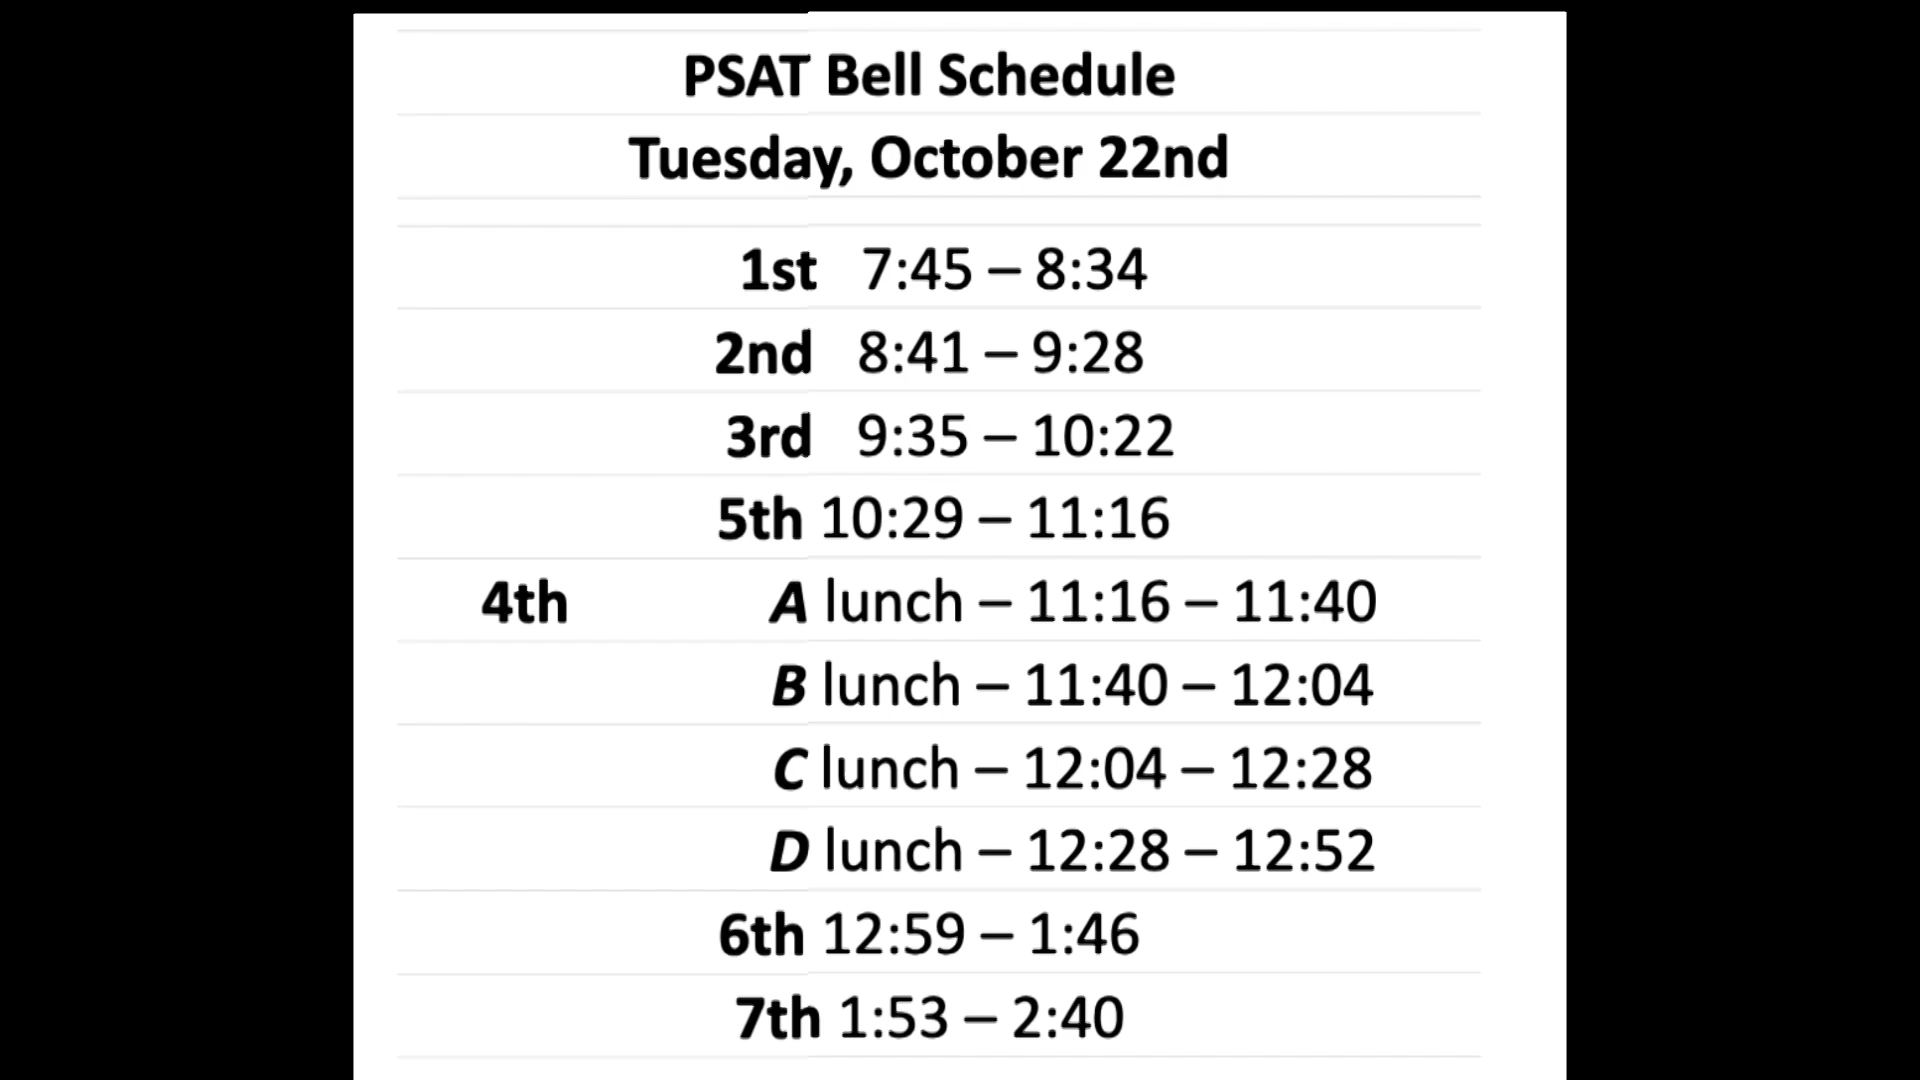 PSAT Bell Schedule
Tuesday, October 22nd
1st 7:45 – 8:34
2nd 8:41 – 9:28
3rd 9:35 – 10:22
5th 10:29 – 11:16
4th A lunch – 11:16 – 11:40
B lunch – 11:40 – 12:04
C lunch – 12:04 – 12:28
D lunch – 12:28 – 12:52
6th 12:59 – 1:46
7th 1:53 – 2:40